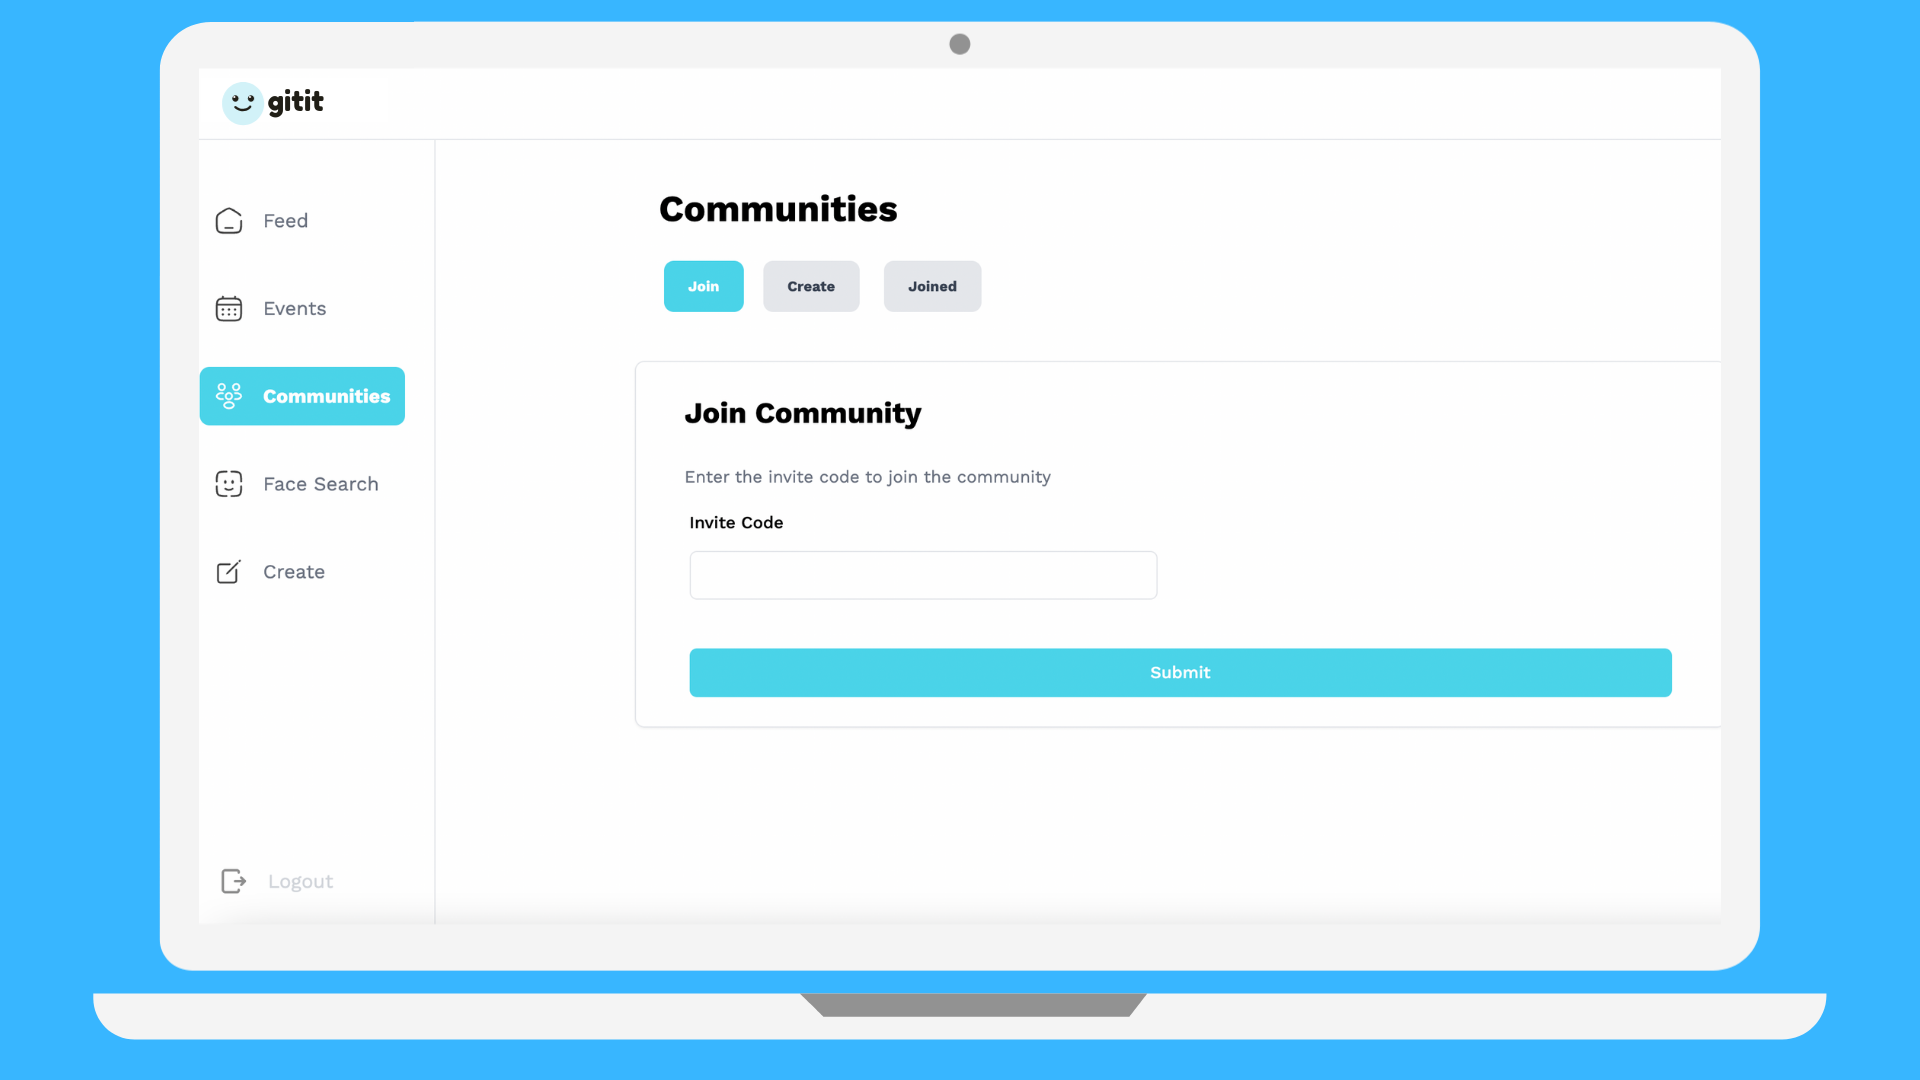 gitit
Feed
Events
Communities
Face Search
Create
Logout
Communities
Join
Create
Joined
Join Community
Enter the invite code to join the community
Invite Code
Submit